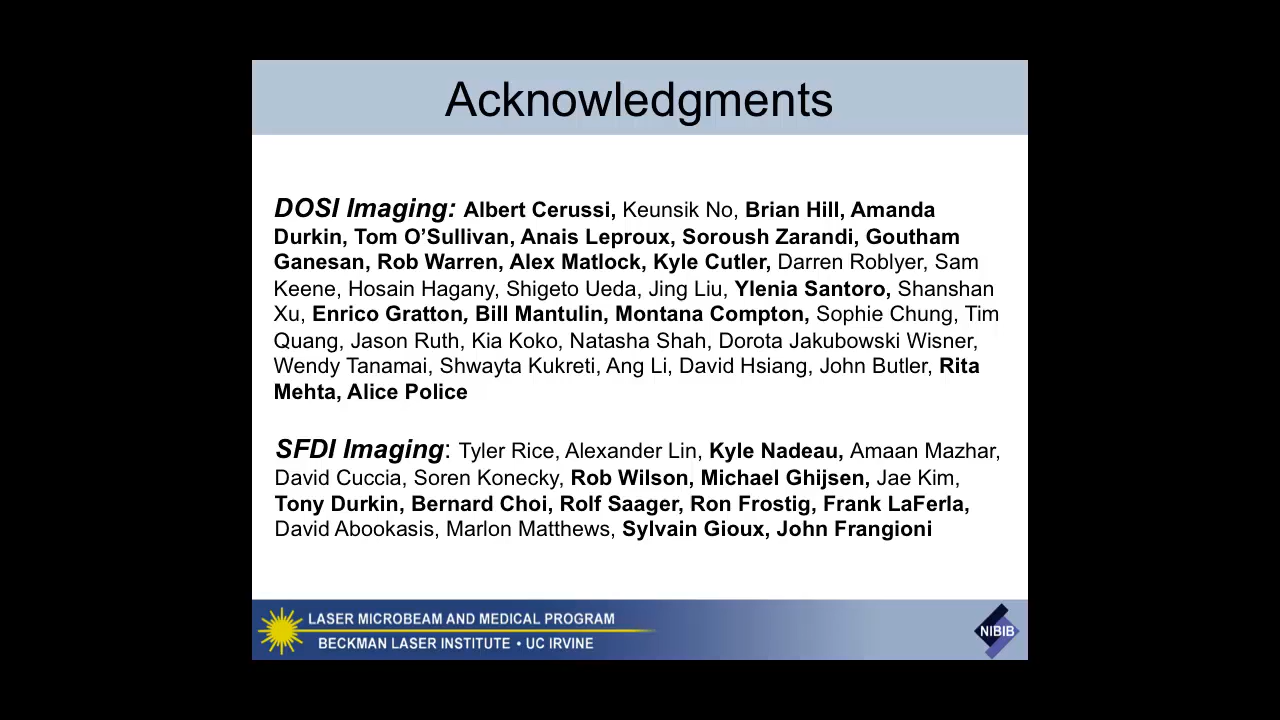 Acknowledgments
DOSI Imaging: Albert Cerussi, Keunsik No, Brian Hill, Amanda
Durkin, Tom O’Sullivan, Anais Leproux, Soroush Zarandi, Goutham
Ganesan, Rob Warren, Alex Matlock, Kyle Cutler, Darren Roblyer, Sam
Keene, Hosain Hagany, Shigeto Ueda, Jing Liu, Ylenia Santoro, Shanshan
Xu, Enrico Gratton, Bill Mantulin, Montana Compton, Sophie Chung, Tim
Quang, Jason Ruth, Kia Koko, Natasha Shah, Dorota Jakubowski Wisner,
Wendy Tanamai, Shwayta Kukreti, Ang Li, David Hsiang, John Butler, Rita
Mehta, Alice Police
SFDI Imaging: Tyler Rice, Alexander Lin, Kyle Nadeau, Amaan Mazhar,
David Cuccia, Soren Konecky, Rob Wilson, Michael Ghijsen, Jae Kim,
Tony Durkin, Bernard Choi, Rolf Saager, Ron Frostig, Frank LaFerla,
David Abookasis, Marlon Matthews, Sylvain Gioux, John Frangioni
LASER MICROBEAM AND MEDICAL PROGRAM
BECKMAN LASER INSTITUTE • UC IRVINE
NIBIB